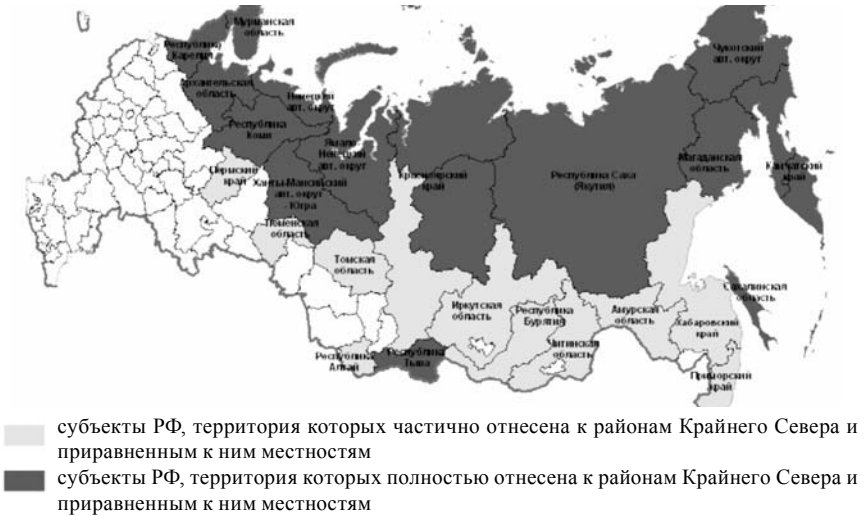 Мурманская
область
Республика
Карелия
Архангельская
область
Ненецкий
авт. округ
Республика
Коми
Ямало-
Ненецкий
авт. округ
Пермский
край
Ханты-Мансийский
авт. округ
- Югра
Тюменская
область
Томская
область
Красноярский
край
Республика Саха
(Якутия)
Чукотский
авт. округ
Магаданская
область
Камчатский
край
Сахалинская
область
Иркутская
область
Республика
Бурятия
Читинская
область
Амурская
область
Хабаровский
край
Приморский
край
Республика
Алтай
Республика
Тыва
субъекты РФ, территория которых частично отнесена к районам Крайнего Севера и
приравненным к ним местностям
субъекты РФ, территория которых полностью отнесена к районам Крайнего Севера и
приравненным к ним местностям